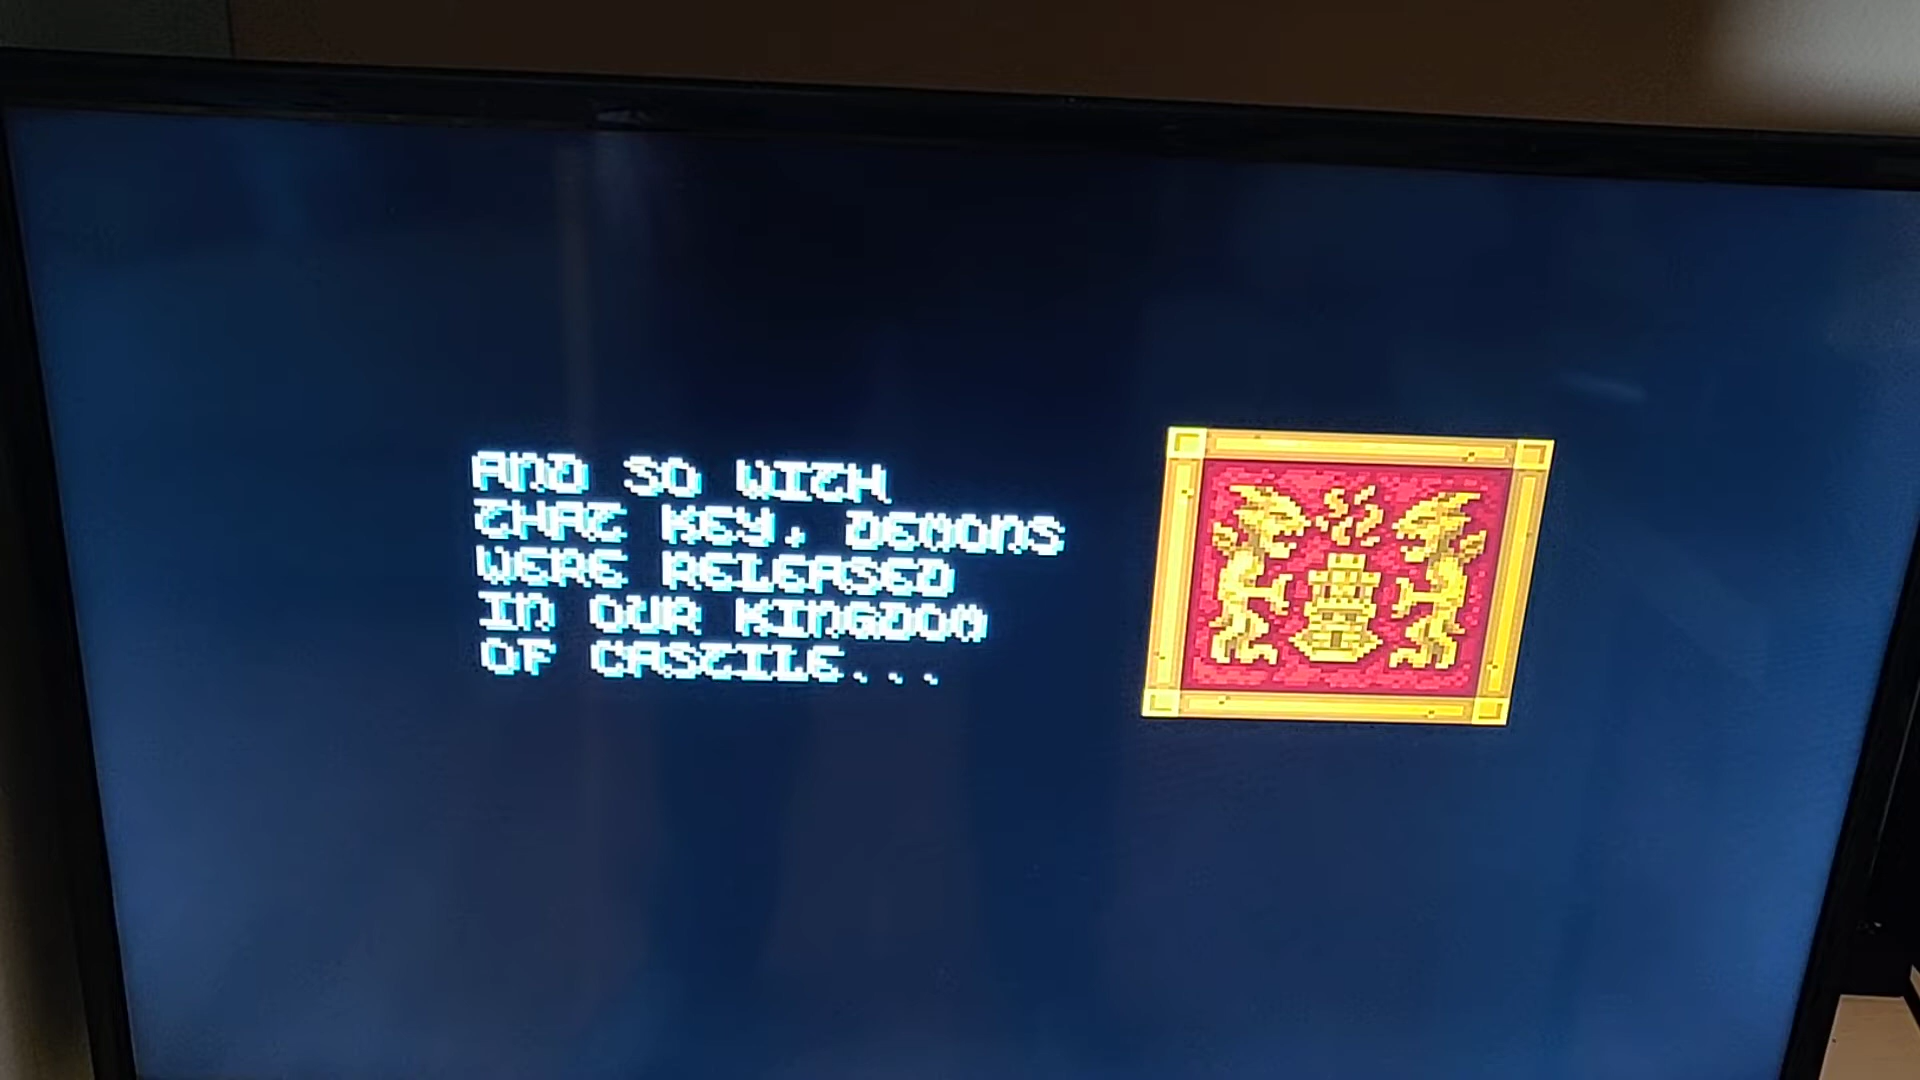 AND SO WITH
THAT KEY, DEMONS
WERE RELEASED
IN OUR KINGDOM
OF CASTILE...